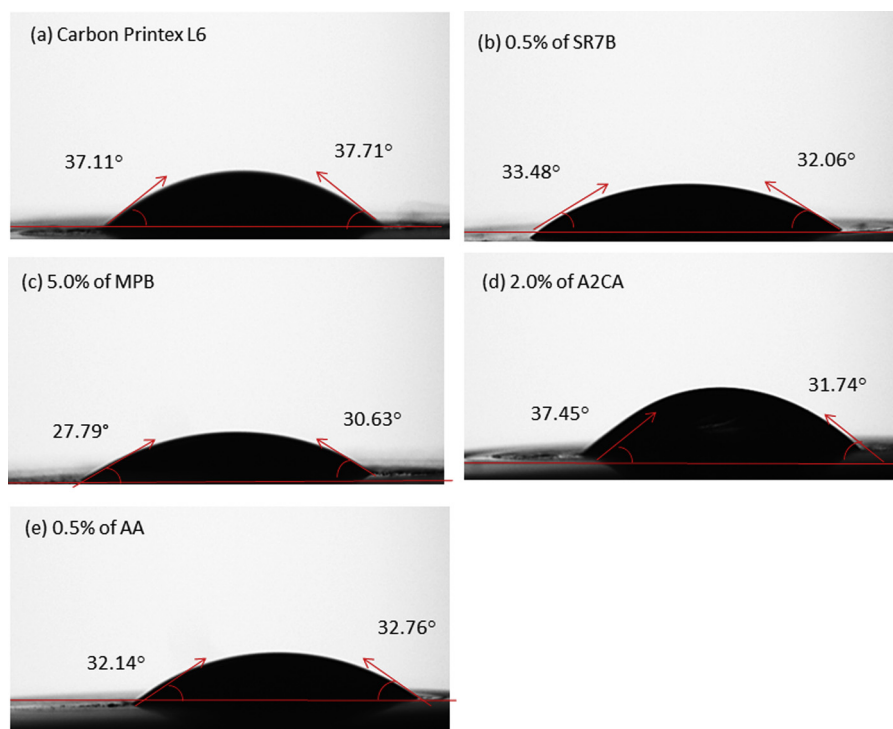 (a) Carbon Printex L6
37.11°
37.71°
(b) 0.5% of SR7B
33.48°
32.06°
(c) 5.0% of MPB
27.79°
30.63°
(d) 2.0% of A2CA
37.45°
31.74°
(e) 0.5% of AA
32.14°
32.76°